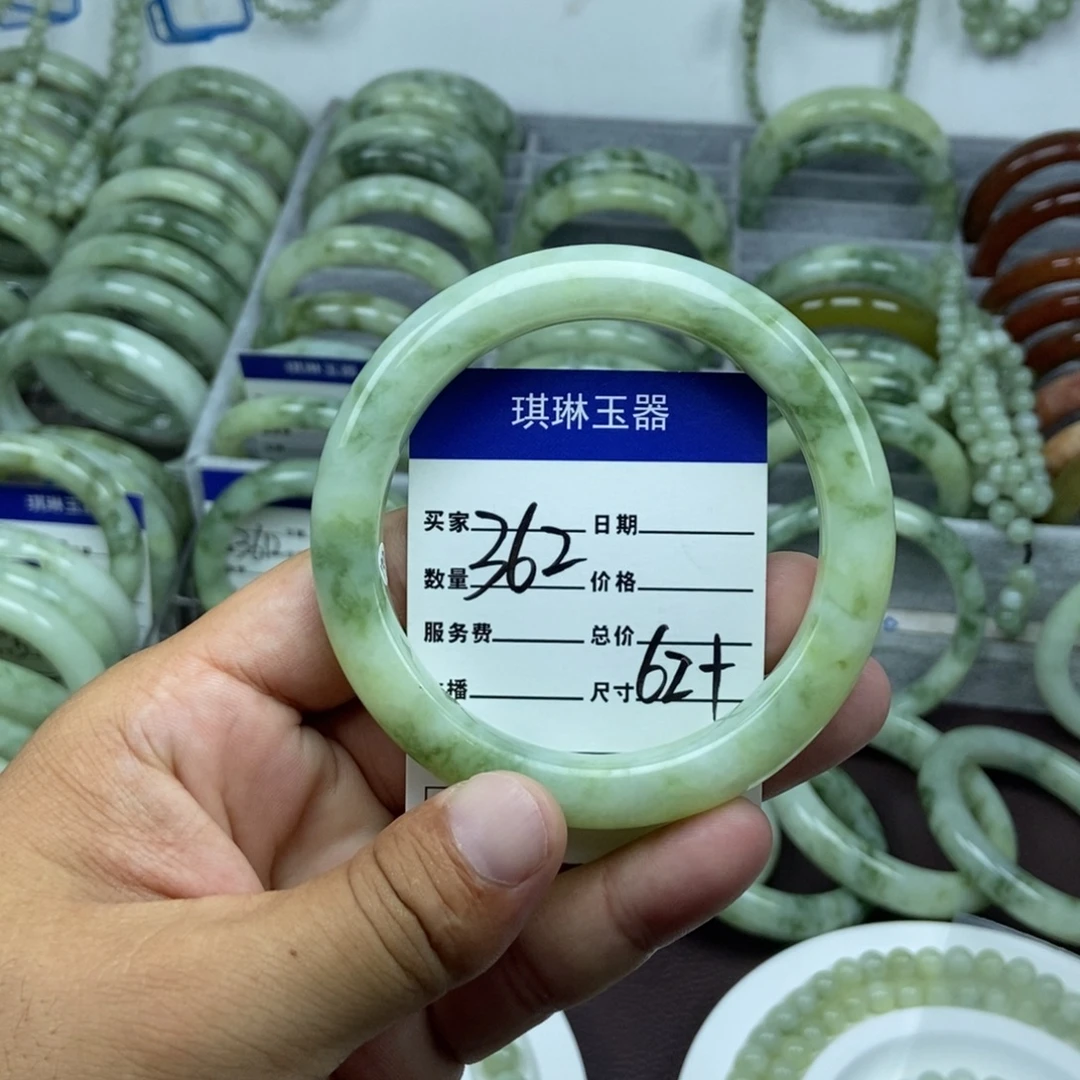 琪琳玉器
买家 362 日期
数量 价格
服务费 总价
播 尺寸 62+